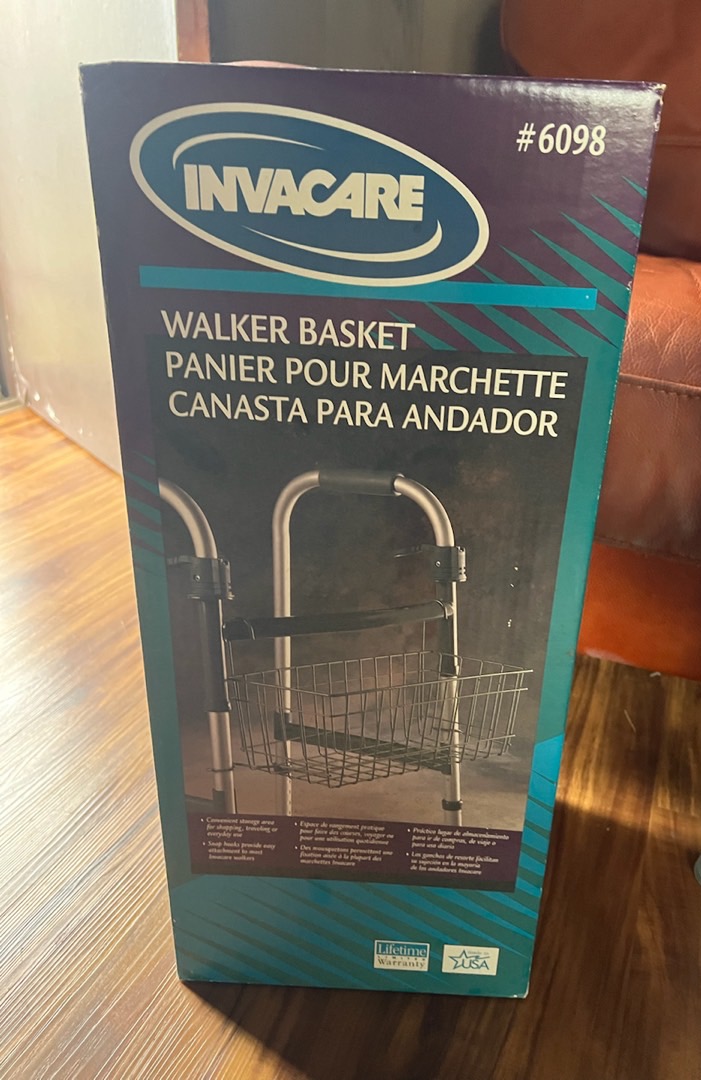 INVACARE
#6098
WALKER BASKET
PANIER POUR MARCHETTE
CANASTA PARA ANDADOR
• Convenient storage area
for shopping, traveling or
everyday use
• Snap hooks provide easy
attachment to most
Invacare walkers
• Espace de rangement pratique
pour faire des courses, voyager ou
pour une utilisation quotidienne
• Des mousquetons permettent une
fixation aisée à la plupart des
marchettes Invacare
• Práctico lugar de almacenamiento
para ir de compras, de viaje o
para uso diario
• Los ganchos de resorte facilitan
su sujeción en la mayoría
de los andadores Invacare
Lifetime
LIMITED
Warranty
USA